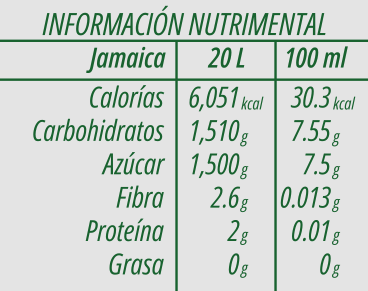 INFORMACIÓN NUTRIMENTAL
Jamaica 20 L 100 ml
Calorías 6,051 kcal 30.3 kcal
Carbohidratos 1,510 g 7.55 g
Azúcar 1,500 g 7.5 g
Fibra 2.6 g 0.013 g
Proteína 2 g 0.01 g
Grasa 0 g 0 g